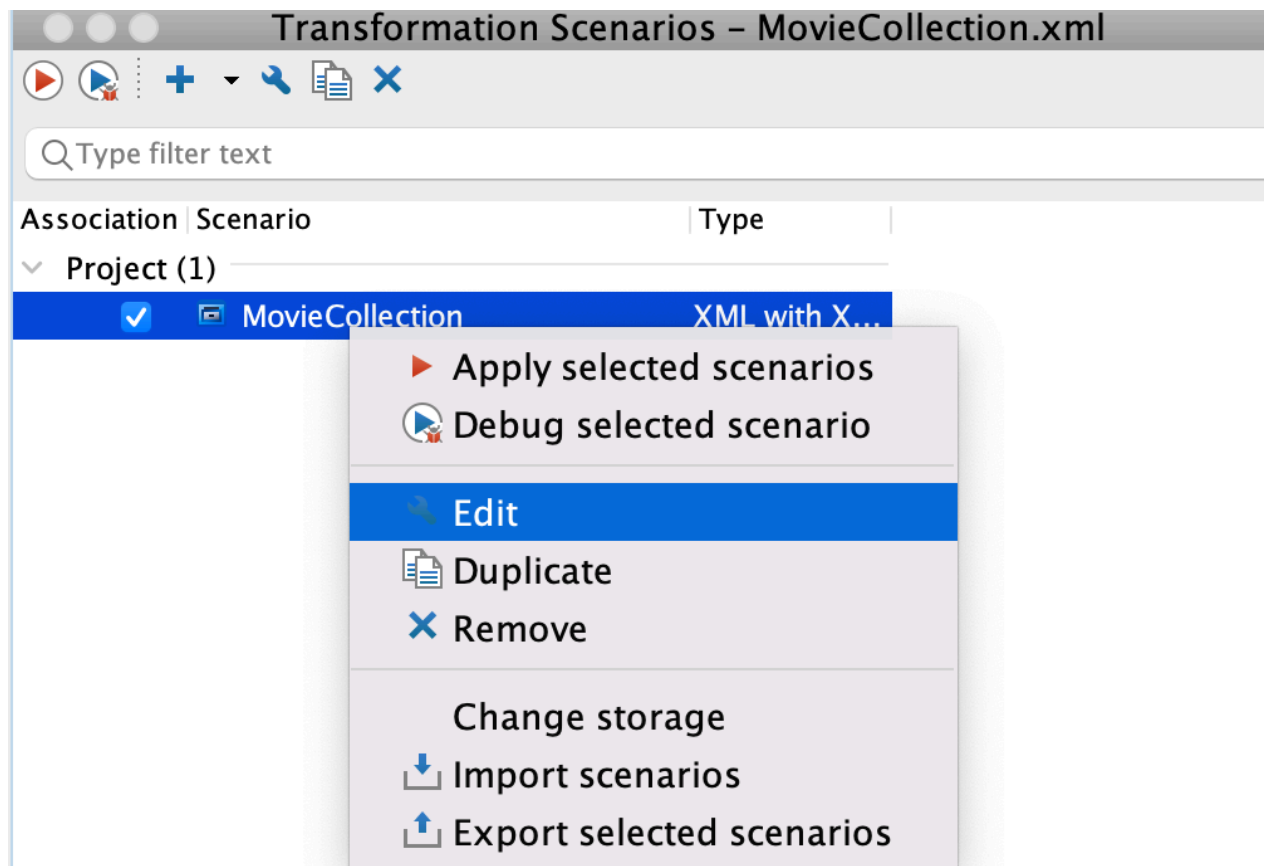 Transformation Scenarios – MovieCollection.xml
Type filter text
Association Scenario Type
Project (1)
MovieCollection XML with X...
Apply selected scenarios
Debug selected scenario
Edit
Duplicate
Remove
Change storage
Import scenarios
Export selected scenarios